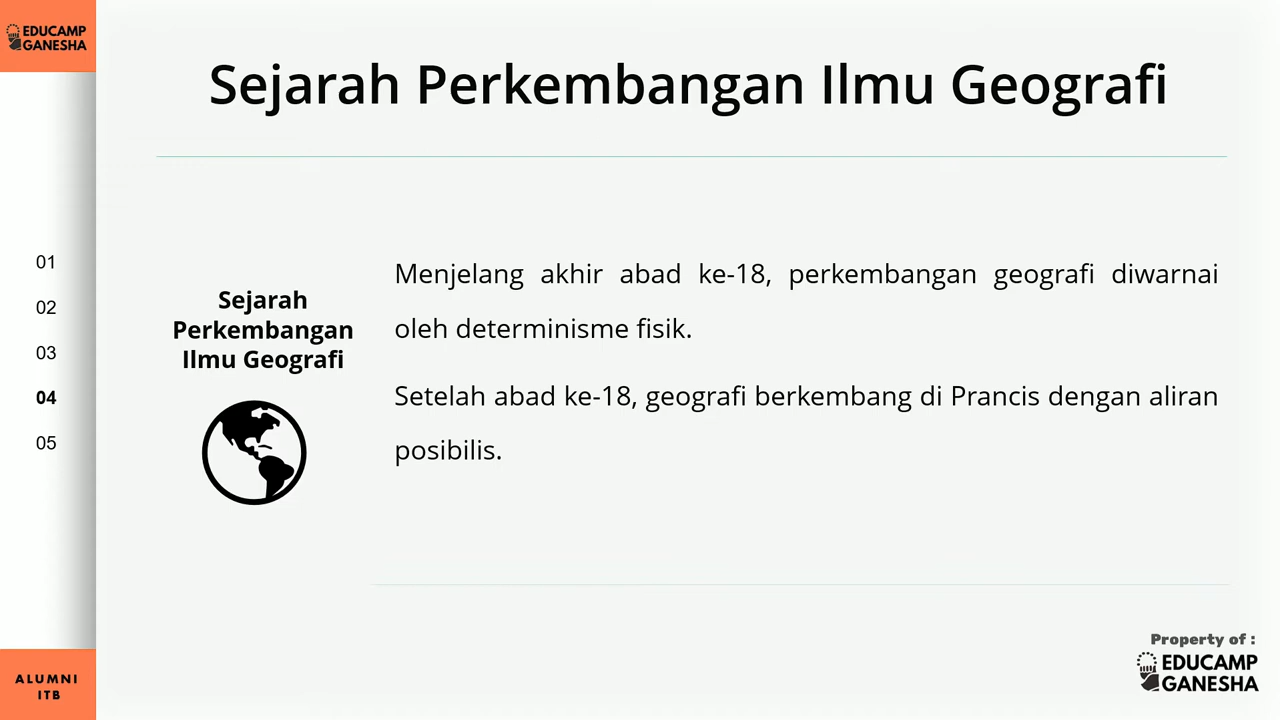 EDUCAMP
GANESHA
Sejarah Perkembangan Ilmu Geografi
01
02
03
04
05
Sejarah
Perkembangan
Ilmu Geografi
Menjelang akhir abad ke-18, perkembangan geografi diwarnai
oleh determinisme fisik.
Setelah abad ke-18, geografi berkembang di Prancis dengan aliran
posibilis.
ALUMNI
ITB
Property of :
EDUCAMP
GANESHA